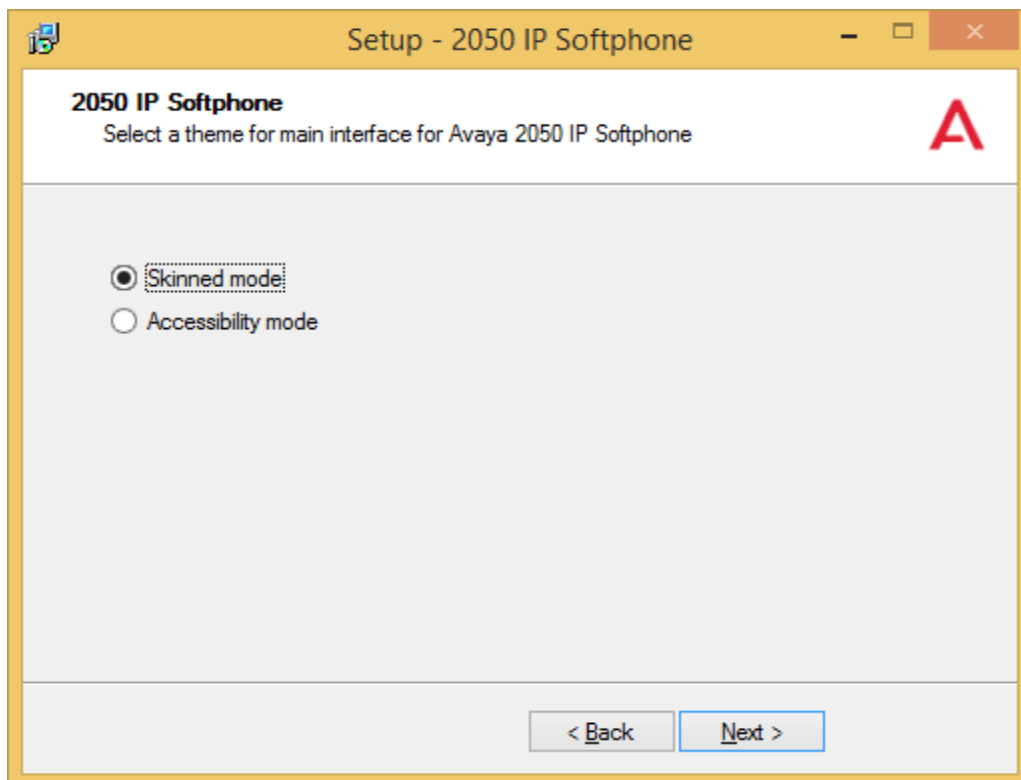 Setup - 2050 IP Softphone
2050 IP Softphone
Select a theme for main interface for Avaya 2050 IP Softphone
Skinned mode
Accessibility mode
< Back Next >